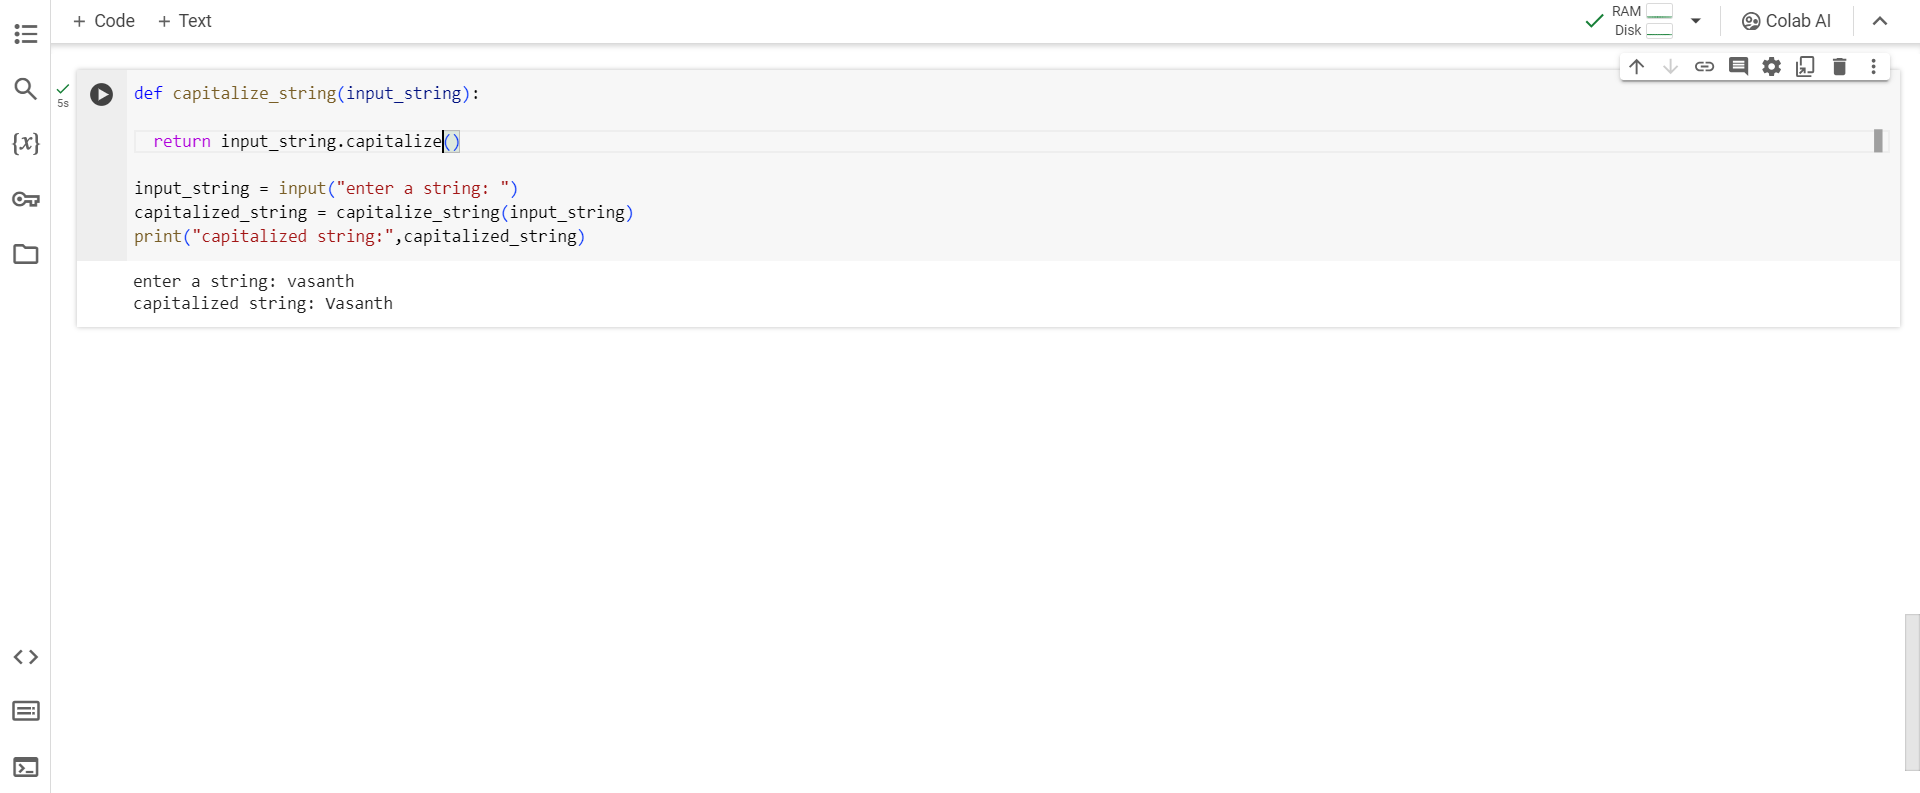 + Code + Text
RAM
Disk
Colab AI
5s
def capitalize_string(input_string):
return input_string.capitalize()
input_string = input("enter a string: ")
capitalized_string = capitalize_string(input_string)
print("capitalized string:",capitalized_string)
enter a string: vasanth
capitalized string: Vasanth
{x}